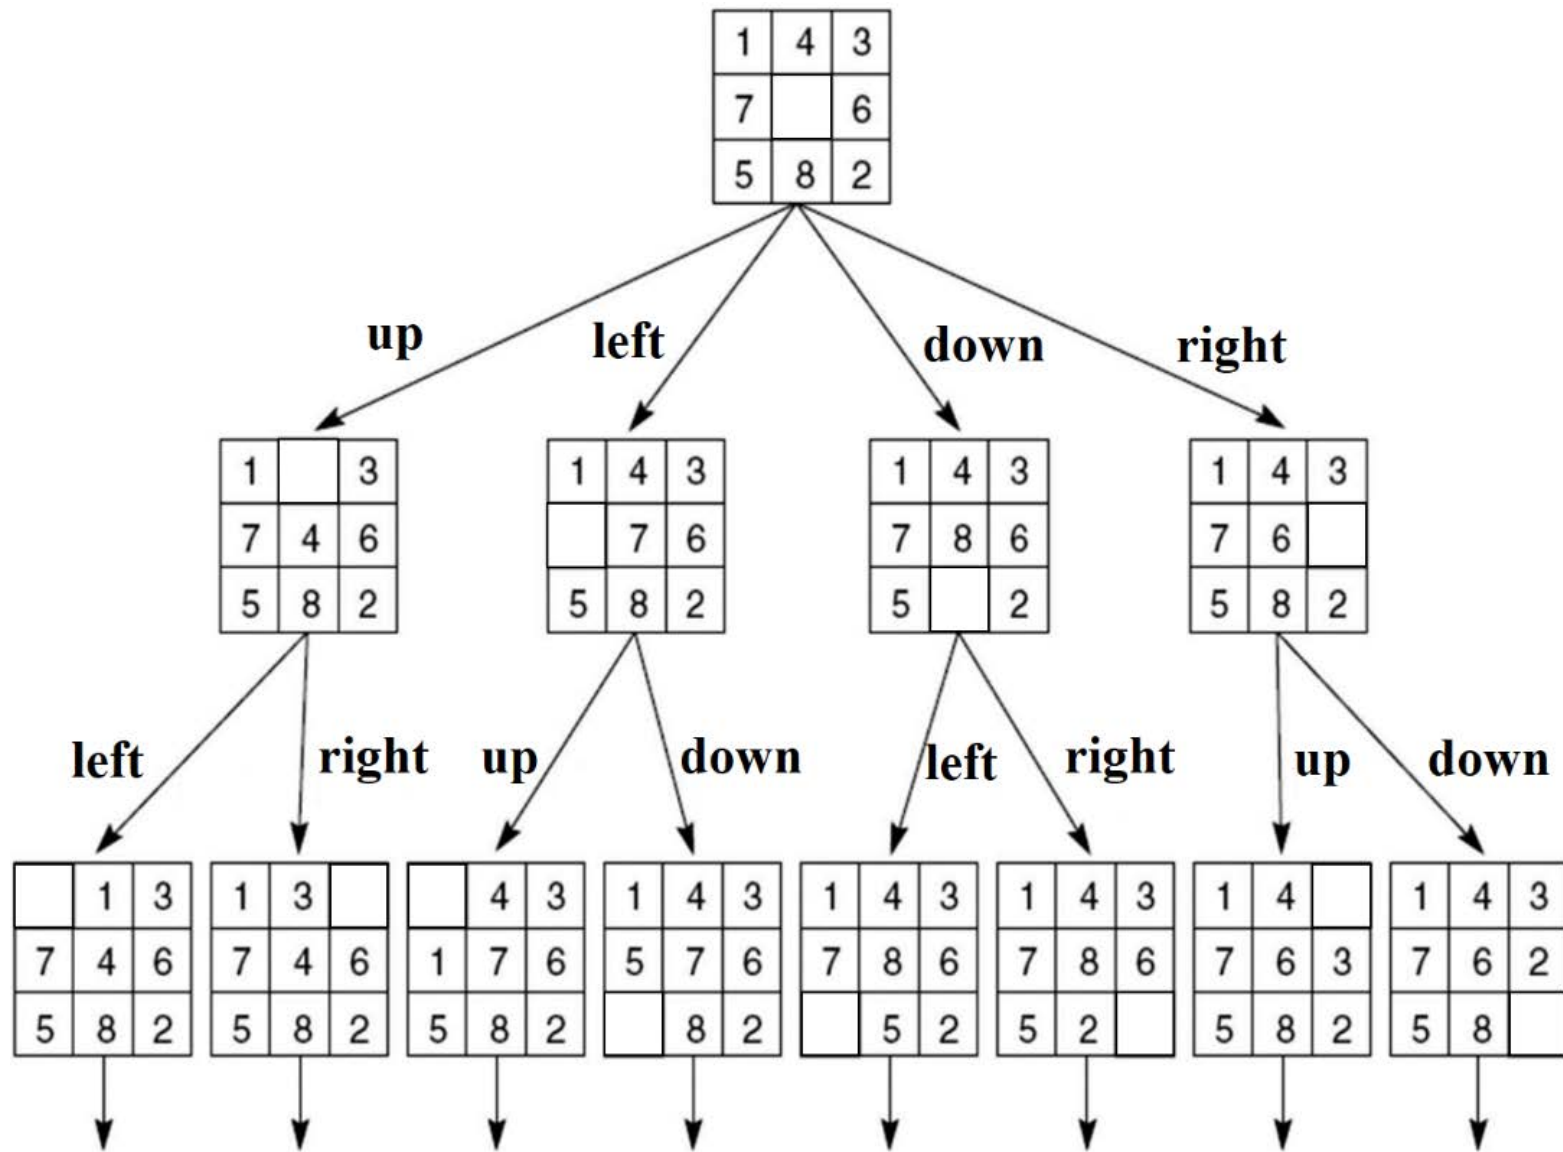 1 4 3
7 6
5 8 2
up left down right
1 3 1 4 3 1 4 3 1 4 3
7 4 6 7 6 7 8 6 7 6
5 8 2 5 8 2 5 2 5 8 2
left right up down left right up down
1 3 1 3 4 3 1 4 3 1 4 3 1 4 3 1 4 1 4 3
7 4 6 7 4 6 1 7 6 5 7 6 7 8 6 7 8 6 7 6 3 7 6 2
5 8 2 5 8 2 5 8 2 8 2 5 2 5 2 5 8 2 5 8